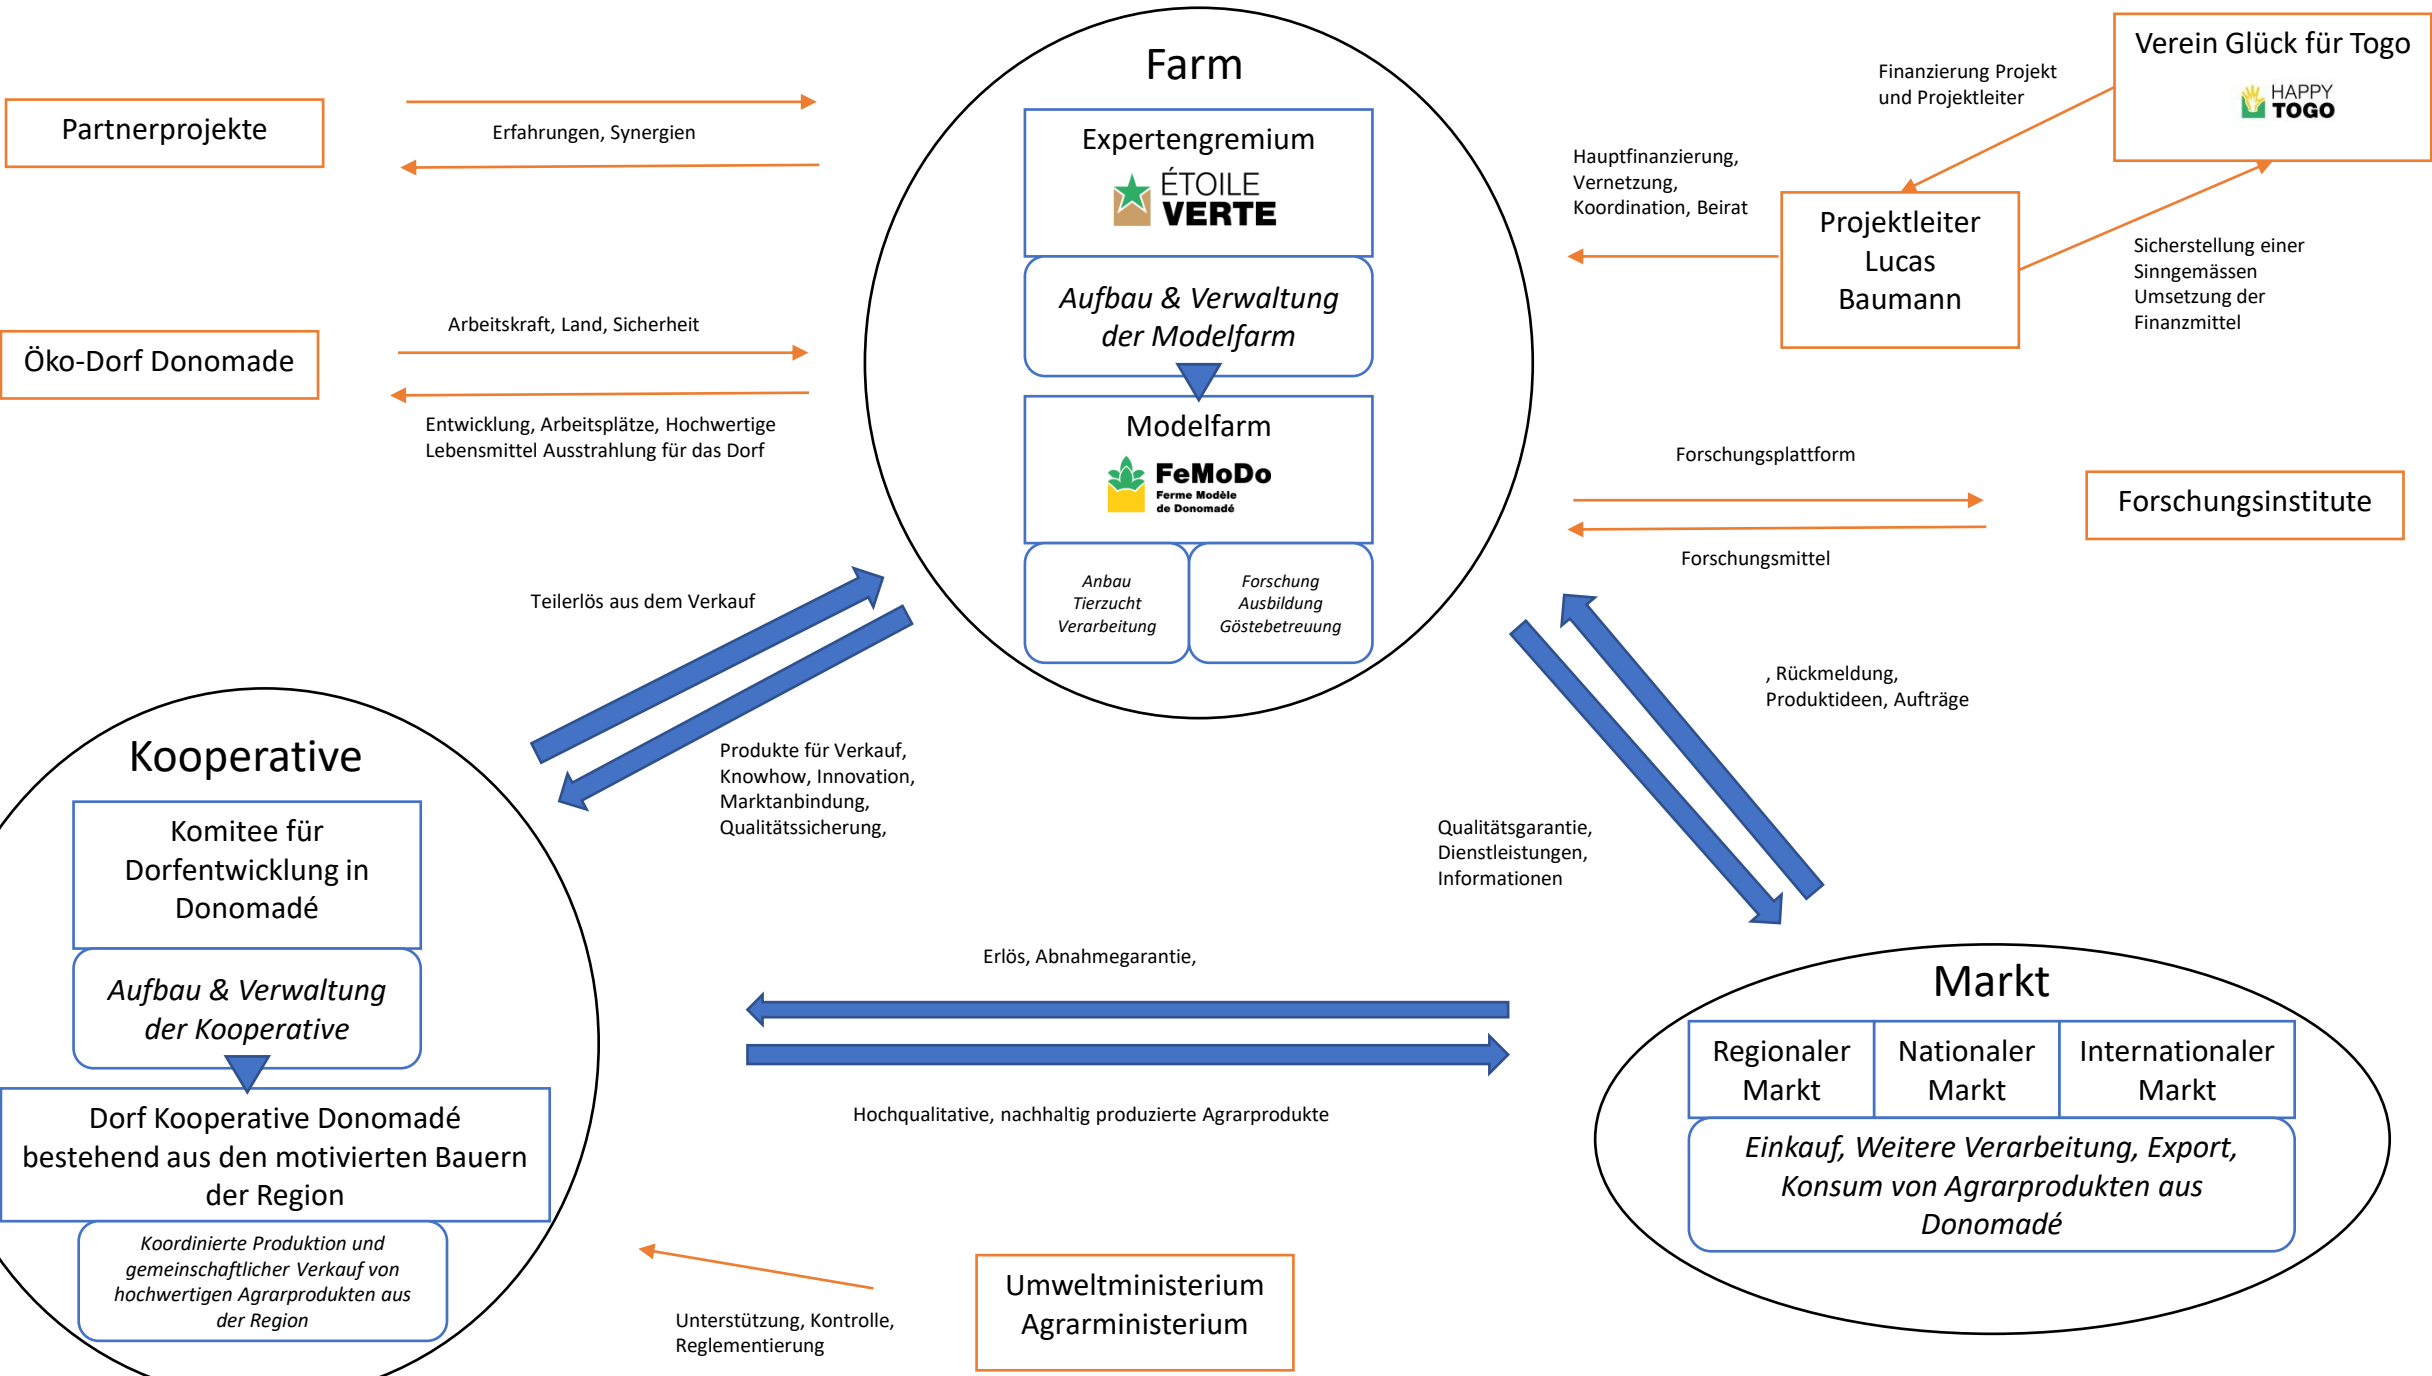 Farm
Expertengremium
ÉTOILE
VERTE
Aufbau & Verwaltung
der Modelfarm
Modelfarm
FeMoDo
Ferme Modèle
de Donomadé
Anbau
Tierzucht
Verarbeitung
Forschung
Ausbildung
Göstebetreuung
Partnerprojekte
Erfahrungen, Synergien
Öko-Dorf Donomade
Arbeitskraft, Land, Sicherheit
Entwicklung, Arbeitsplätze, Hochwertige
Lebensmittel Ausstrahlung für das Dorf
Verein Glück für Togo
HAPPY
TOGO
Finanzierung Projekt
und Projektleiter
Hauptfinanzierung,
Vernetzung,
Koordination, Beirat
Projektleiter
Lucas
Baumann
Sicherstellung einer
Sinngemässen
Umsetzung der
Finanzmittel
Forschungsplattform
Forschungsmittel
Forschungsinstitute
Teilerlös aus dem Verkauf
Produkte für Verkauf,
Knowhow, Innovation,
Marktanbindung,
Qualitätssicherung,
, Rückmeldung,
Produktideen, Aufträge
Qualitätsgarantie,
Dienstleistungen,
Informationen
Kooperative
Komitee für
Dorfentwicklung in
Donomadé
Aufbau & Verwaltung
der Kooperative
Dorf Kooperative Donomadé
bestehend aus den motivierten Bauern
der Region
Koordinierte Produktion und
gemeinschaftlicher Verkauf von
hochwertigen Agrarprodukten aus
der Region
Erlös, Abnahmegarantie,
Hochqualitative, nachhaltig produzierte Agrarprodukte
Markt
Regionaler
Markt
Nationaler
Markt
Internationaler
Markt
Einkauf, Weitere Verarbeitung, Export,
Konsum von Agrarprodukten aus
Donomadé
Unterstützung, Kontrolle,
Reglementierung
Umweltministerium
Agrarministerium